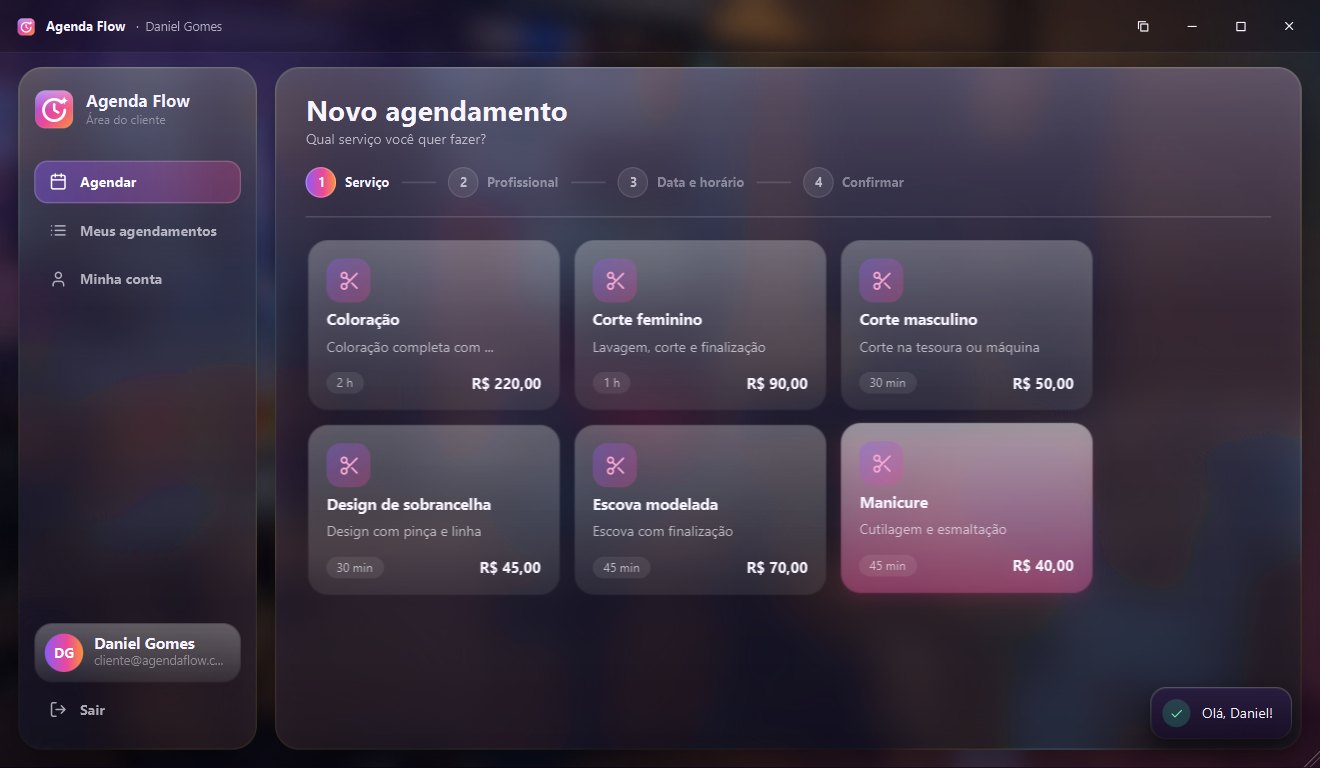 Agenda Flow · Daniel Gomes
Agenda Flow
Área do cliente
Agendar
Meus agendamentos
Minha conta
Daniel Gomes
cliente@agendaflow.c...
DG
Sair
Novo agendamento
Qual serviço você quer fazer?
1 Serviço
2 Profissional
3 Data e horário
4 Confirmar
Coloração
Coloração completa com ...
2 h
R$ 220,00
Corte feminino
Lavagem, corte e finalização
1 h
R$ 90,00
Corte masculino
Corte na tesoura ou máquina
30 min
R$ 50,00
Design de sobrancelha
Design com pinça e linha
30 min
R$ 45,00
Escova modelada
Escova com finalização
45 min
R$ 70,00
Manicure
Cutilagem e esmaltação
45 min
R$ 40,00
Olá, Daniel!